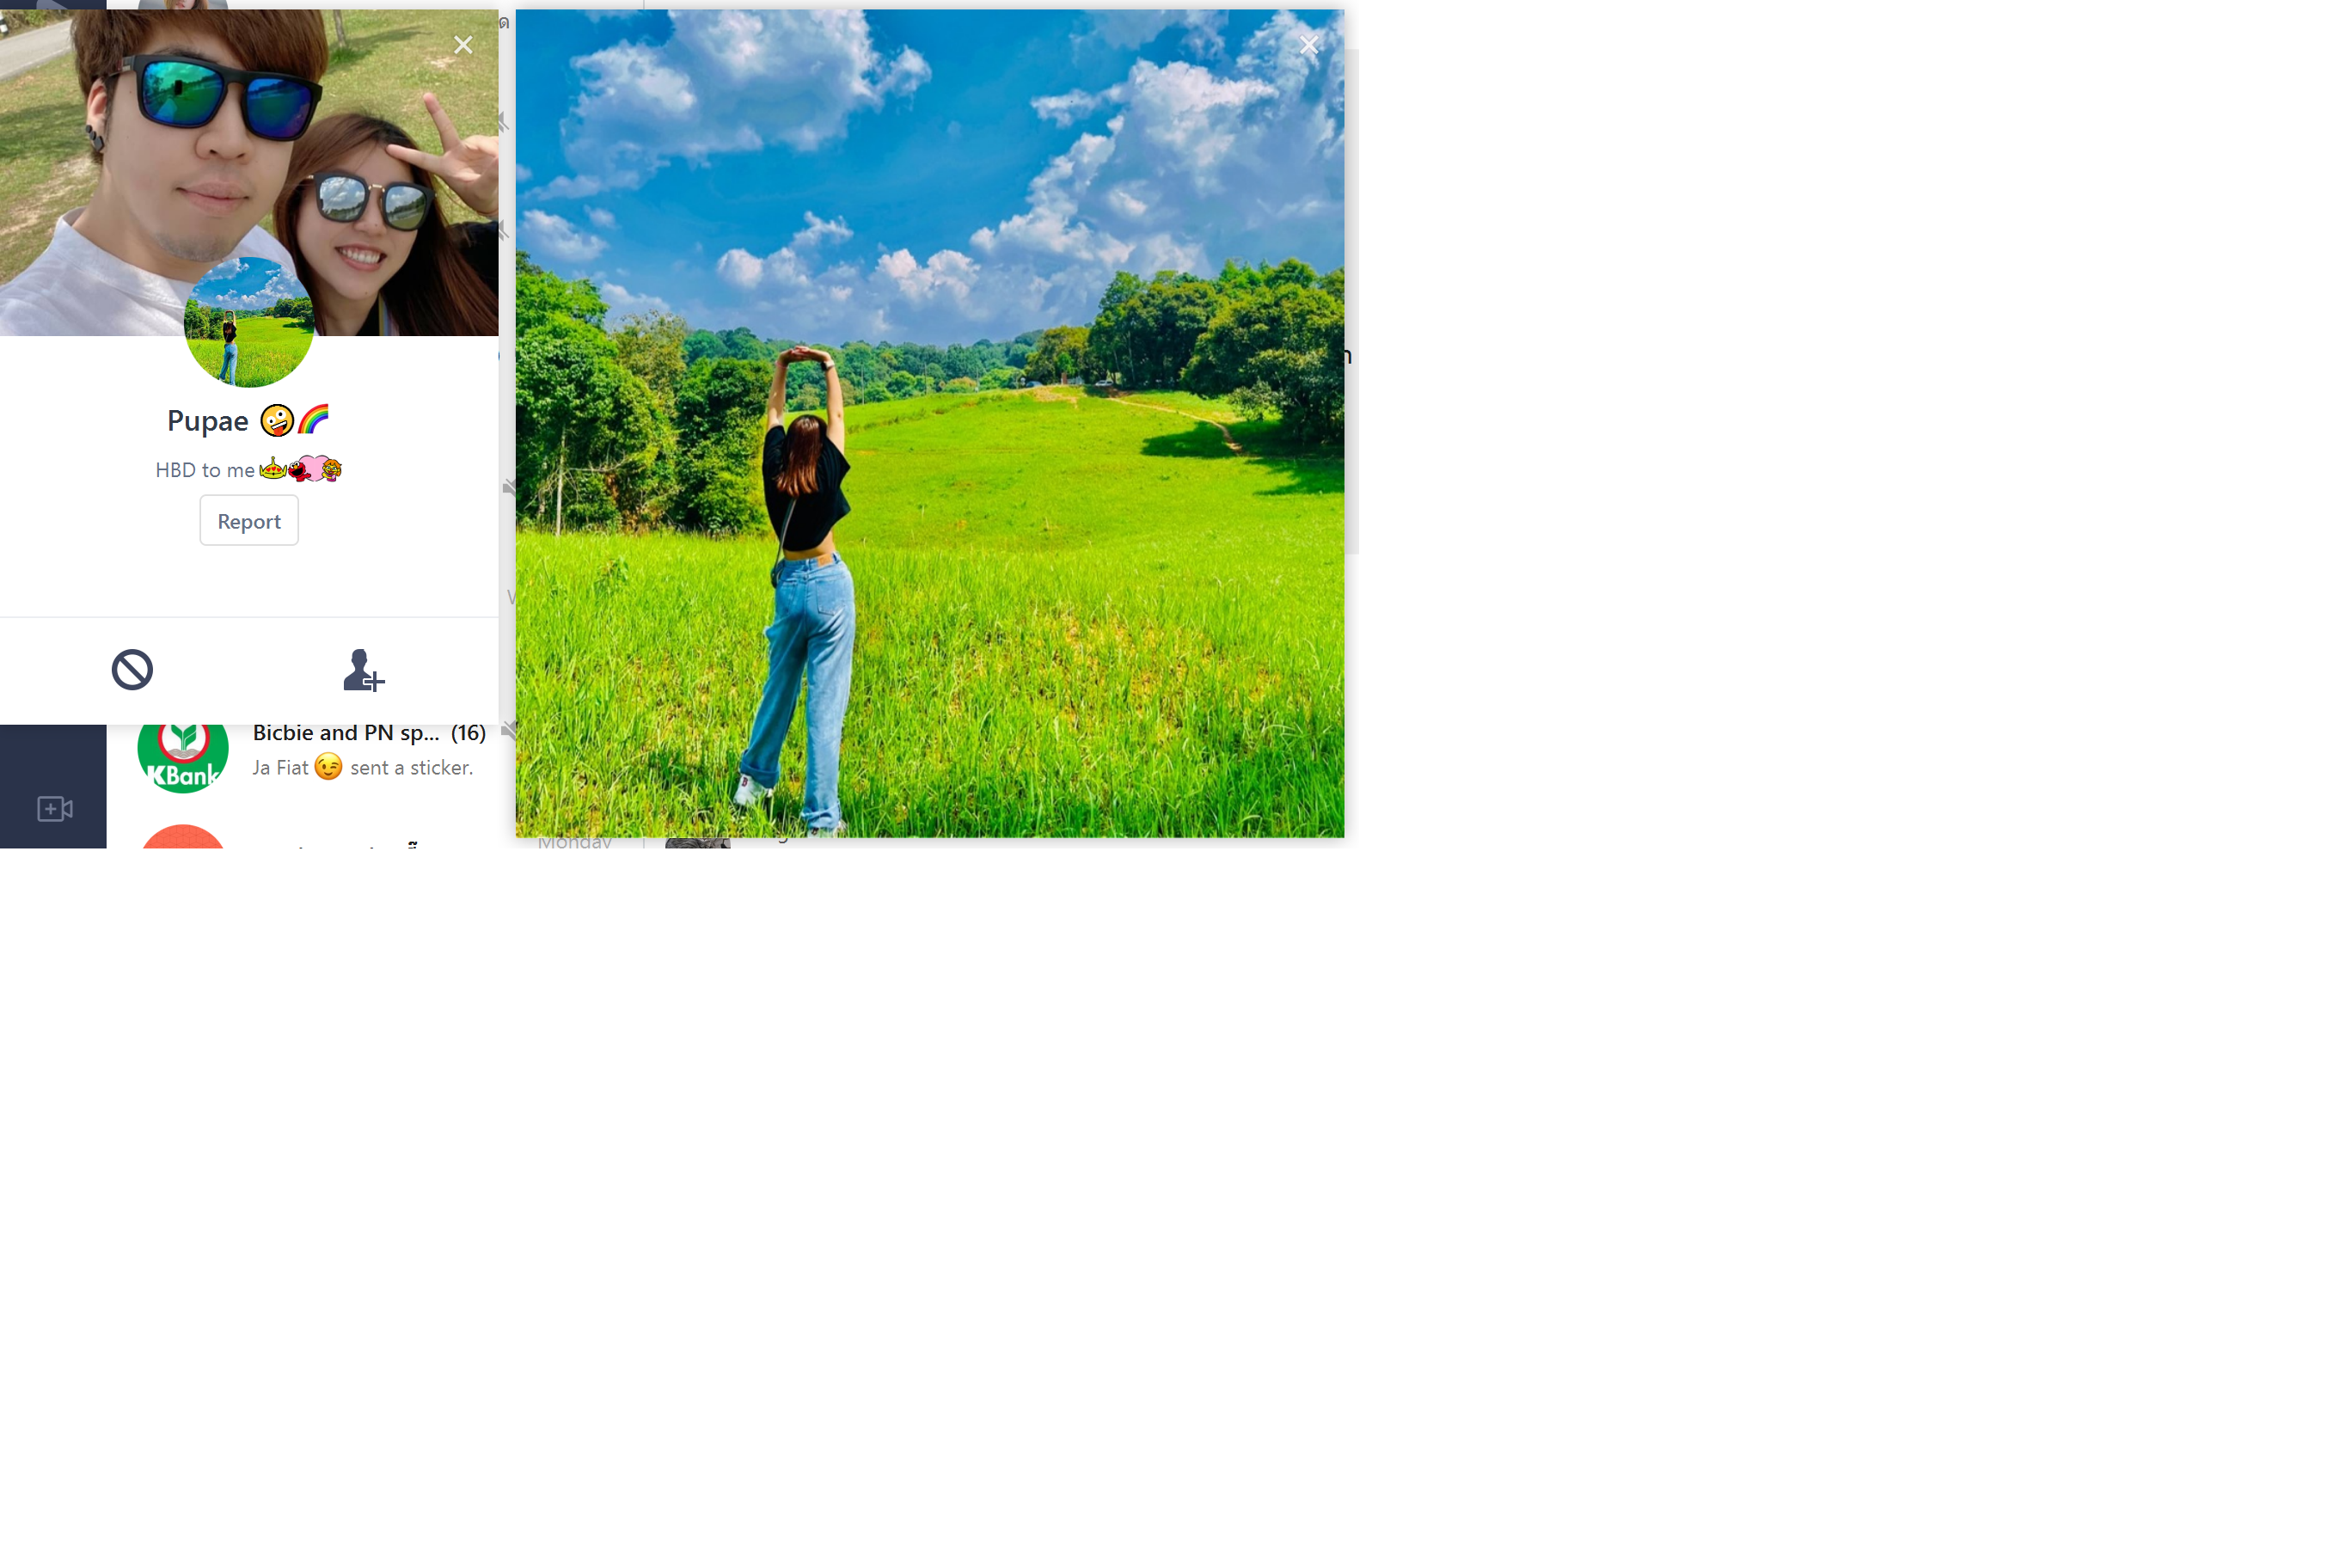 Pupae 🤪🌈
HBD to me
Report
Bicbie and PN sp... (16)
Ja Fiat 😉 sent a sticker.
KBank
Monday